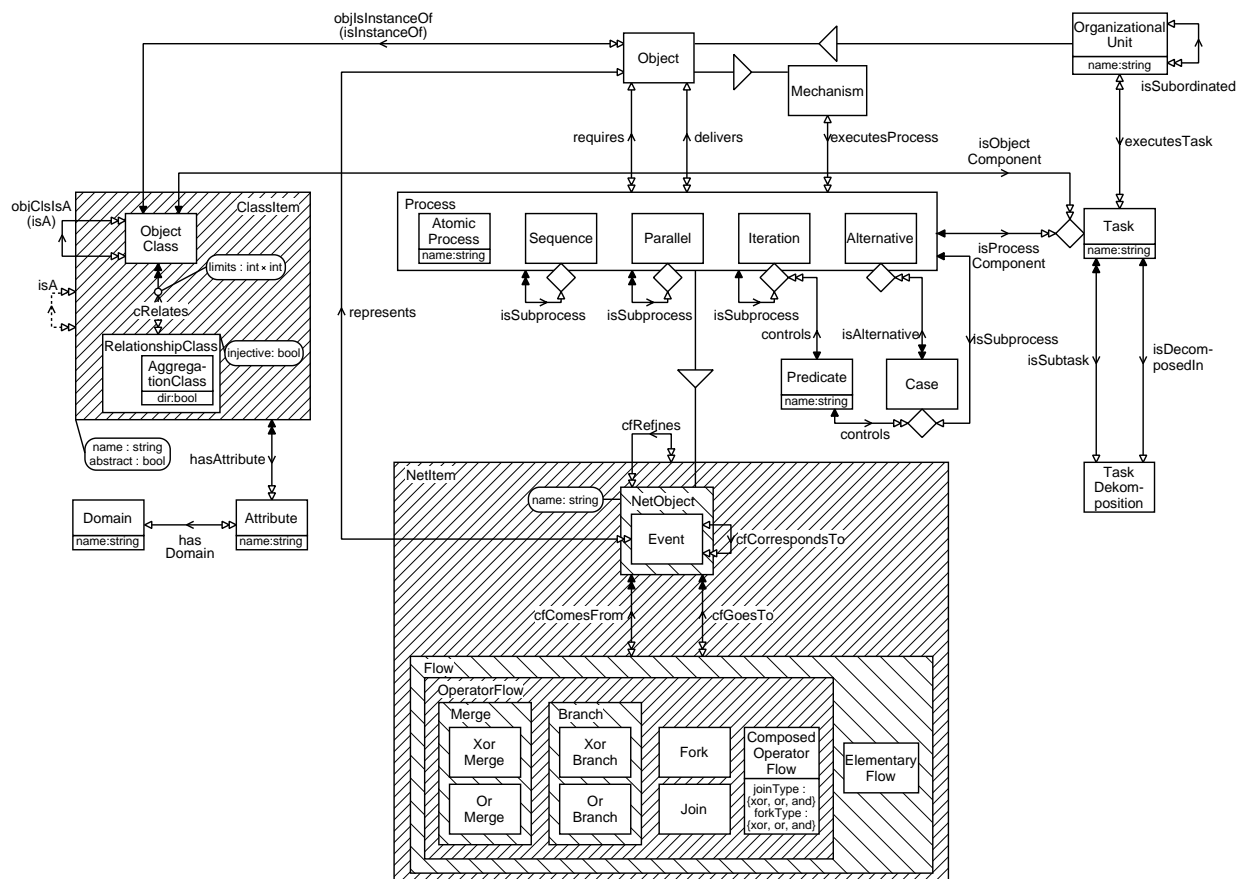 objIsInstanceOf
(isInstanceOf)
Object
Organizational
Unit
name:string
isSubordinated
Mechanism
requires
delivers
executesProcess
isObject
Component
executesTask
objClsIsA
(isA)
ClassItem
Object
Class
limits : int × int
isA
cRelates
RelationshipClass
injective: bool
Aggrega-
tionClass
dir:bool
name : string
abstract : bool
hasAttribute
Domain
name:string
has
Domain
Attribute
name:string
represents
Process
Atomic
Process
name:string
Sequence
Parallel
Iteration
Alternative
isProcess
Component
Task
name:string
isSubprocess
isSubprocess
isSubprocess
controls
isAlternative
isSubprocess
isSubtask
isDecom-
posedIn
Predicate
name:string
Case
controls
Task
Dekom-
position
cfRefines
NetItem
name: string
NetObject
Event
cfCorrespondsTo
cfComesFrom
cfGoesTo
Flow
OperatorFlow
Merge
Xor
Merge
Or
Merge
Branch
Xor
Branch
Or
Branch
Fork
Join
Composed
Operator
Flow
joinType :
{xor, or, and}
forkType :
{xor, or, and}
Elementary
Flow